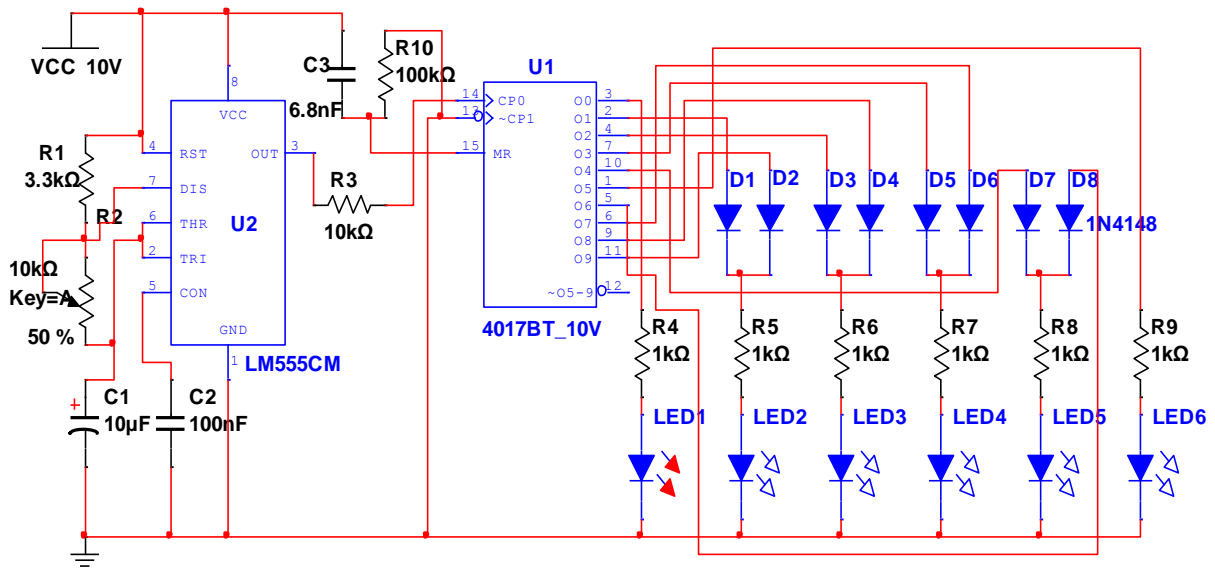 VCC 10V
R1
3.3kΩ
R2
10kΩ
Key=A
50 %
C1
10µF
+
C2
100nF
8
VCC
4
RST
7
DIS
6
THR
2
TRI
5
CON
OUT
3
U2
GND
1
LM555CM
R3
10kΩ
C3
6.8nF
R10
100kΩ
U1
14
CP0
13
~CP1
15
MR
O0
3
O1
2
O2
4
O3
7
O4
10
O5
1
O6
5
O7
6
O8
9
O9
11
~O5-9
12
4017BT_10V
D1
D2
D3
D4
D5
D6
D7
D8
1N4148
R4
1kΩ
R5
1kΩ
R6
1kΩ
R7
1kΩ
R8
1kΩ
R9
1kΩ
LED1
LED2
LED3
LED4
LED5
LED6